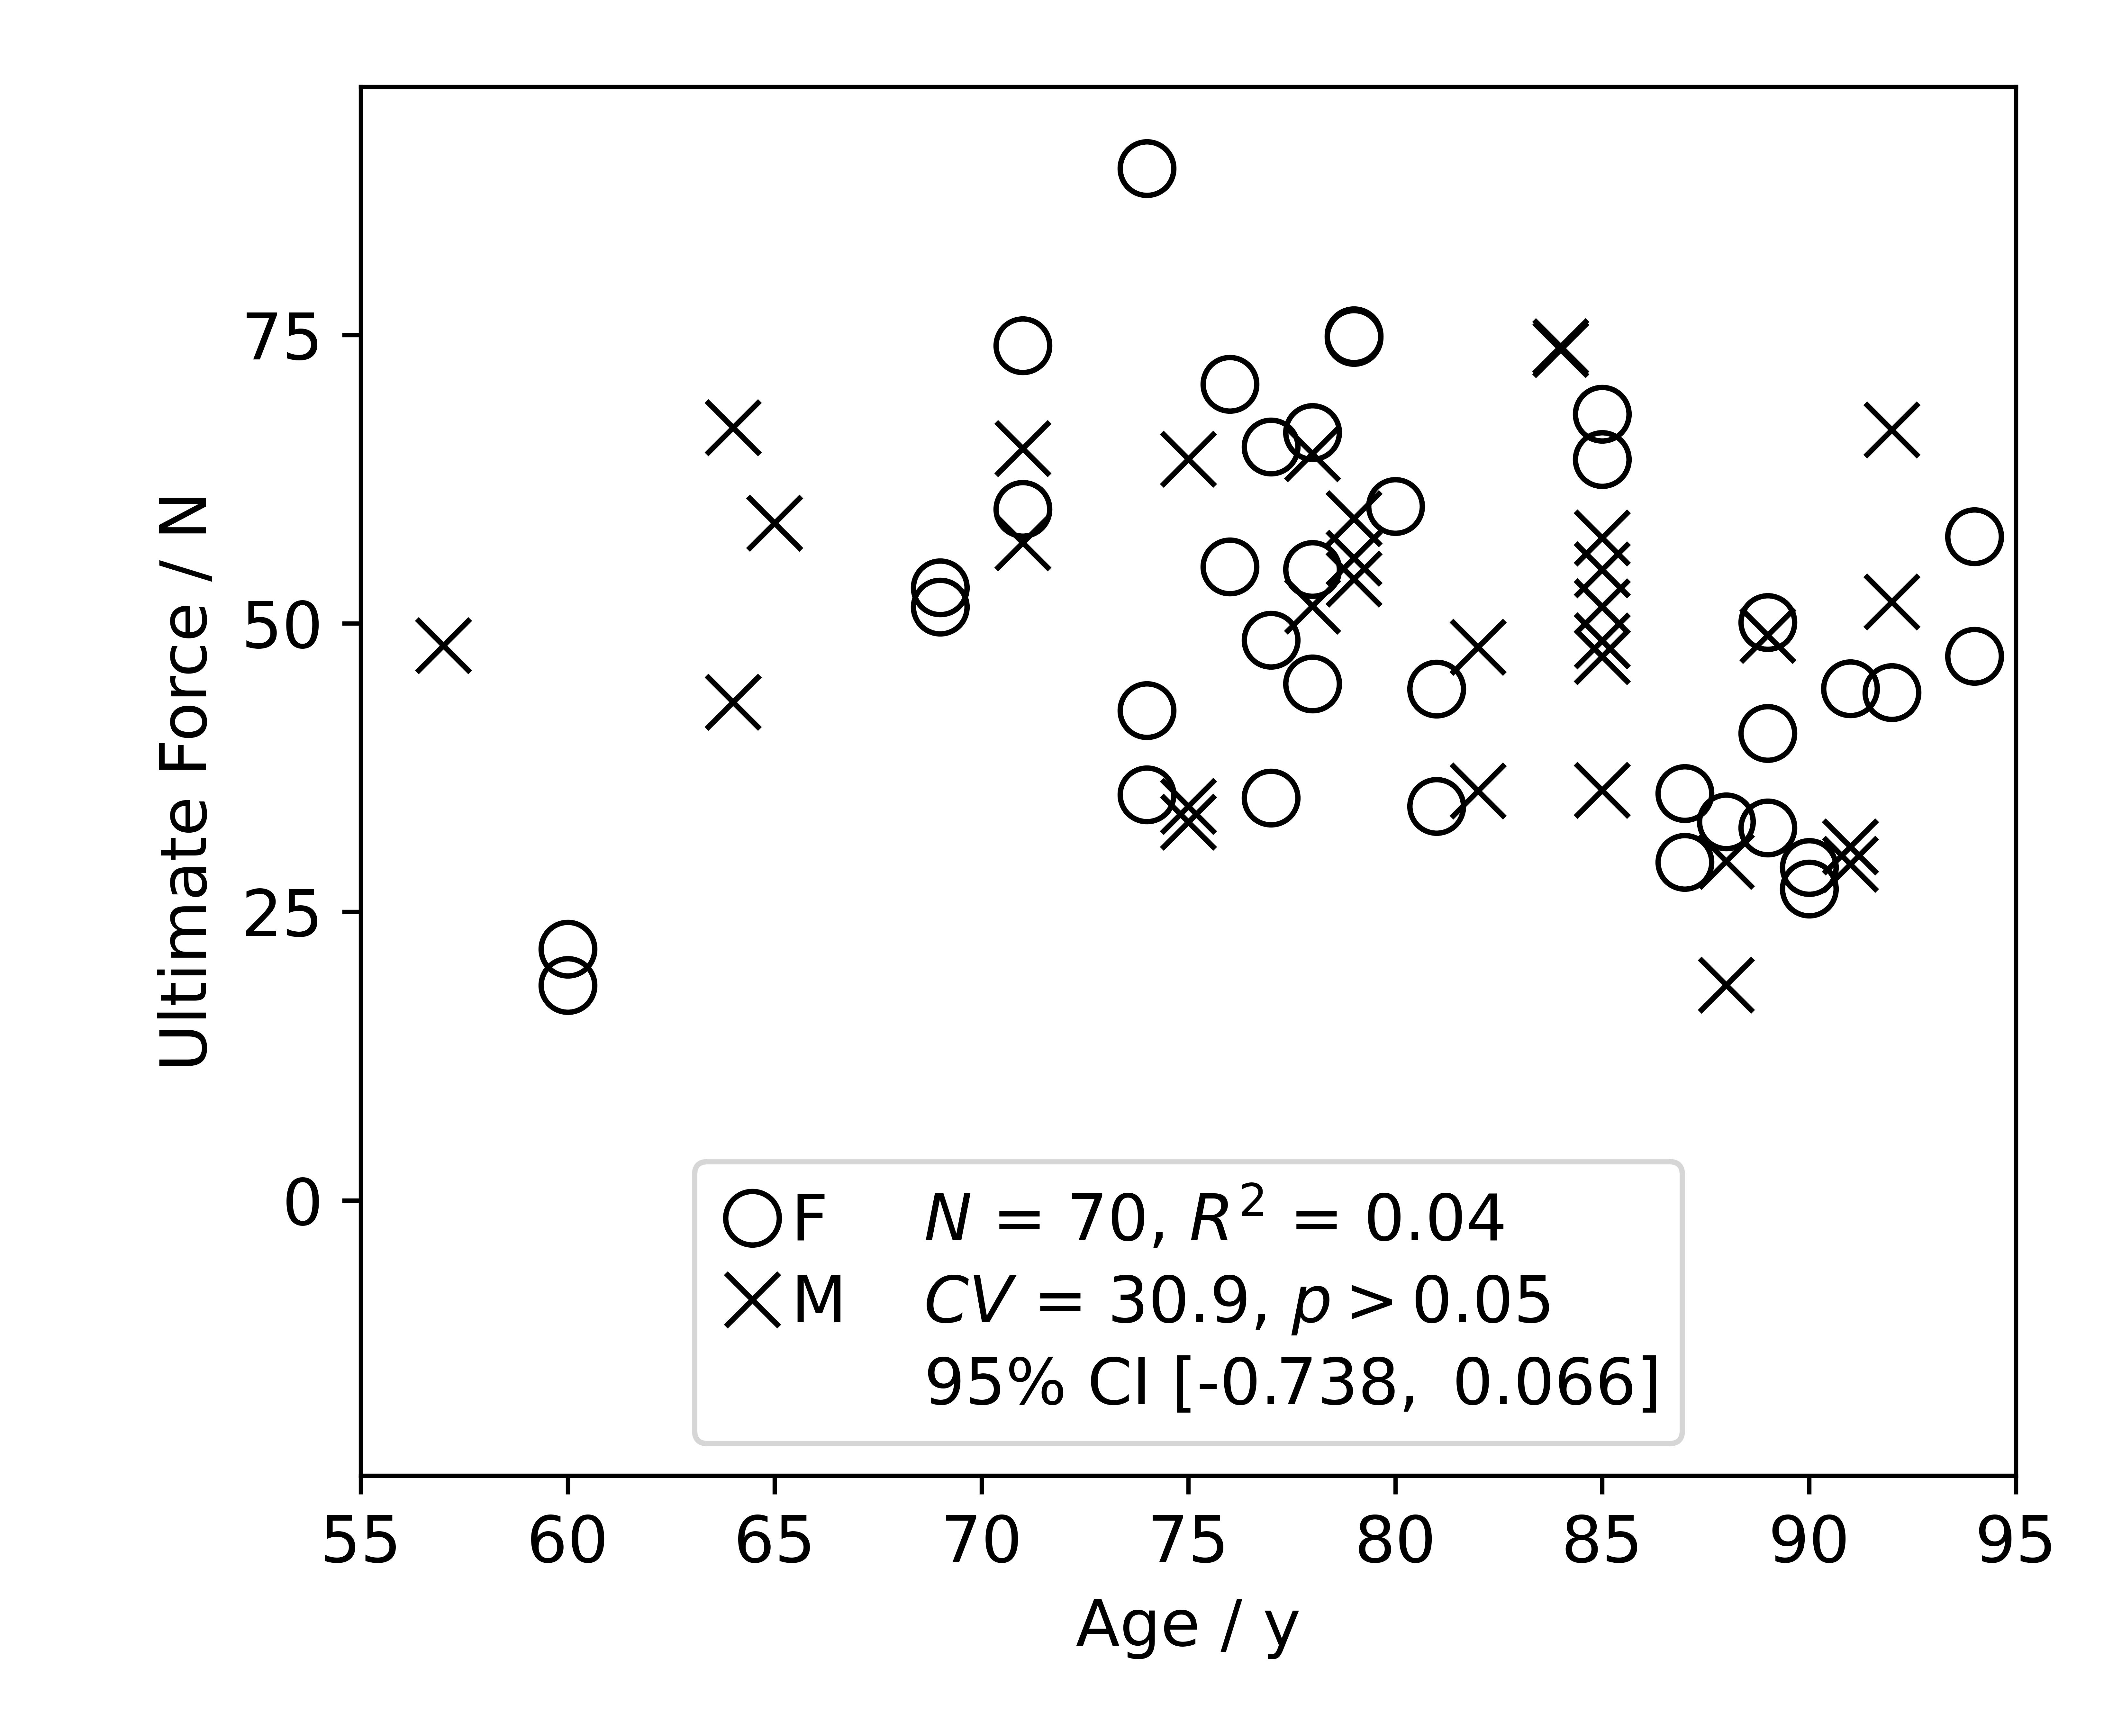 Ultimate Force / N
75
50
25
0
F N = 70, R² = 0.04
M CV = 30.9, p > 0.05
95% CI [-0.738, 0.066]
55 60 65 70 75 80 85 90 95
Age / y